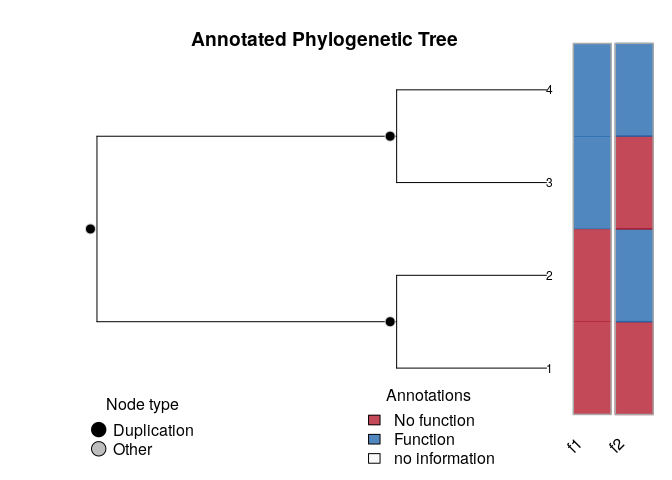 Annotated Phylogenetic Tree
4
3
2
1
Node type
Duplication
Other
Annotations
No function
Function
no information
f1
f2